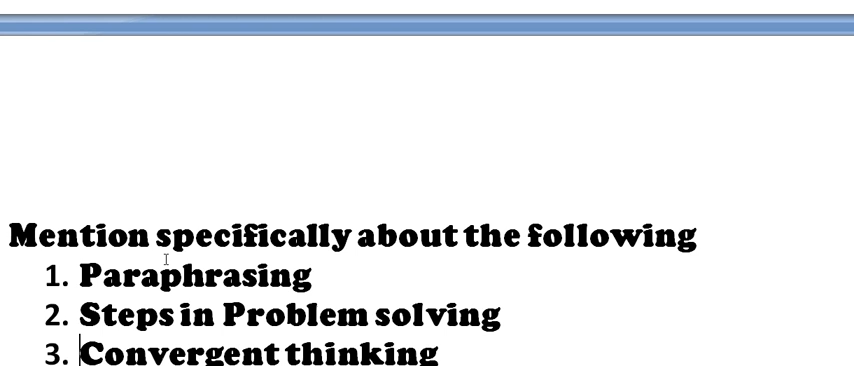 Mention specifically about the following
1. Paraphrasing
2. Steps in Problem solving
3. Convergent thinking